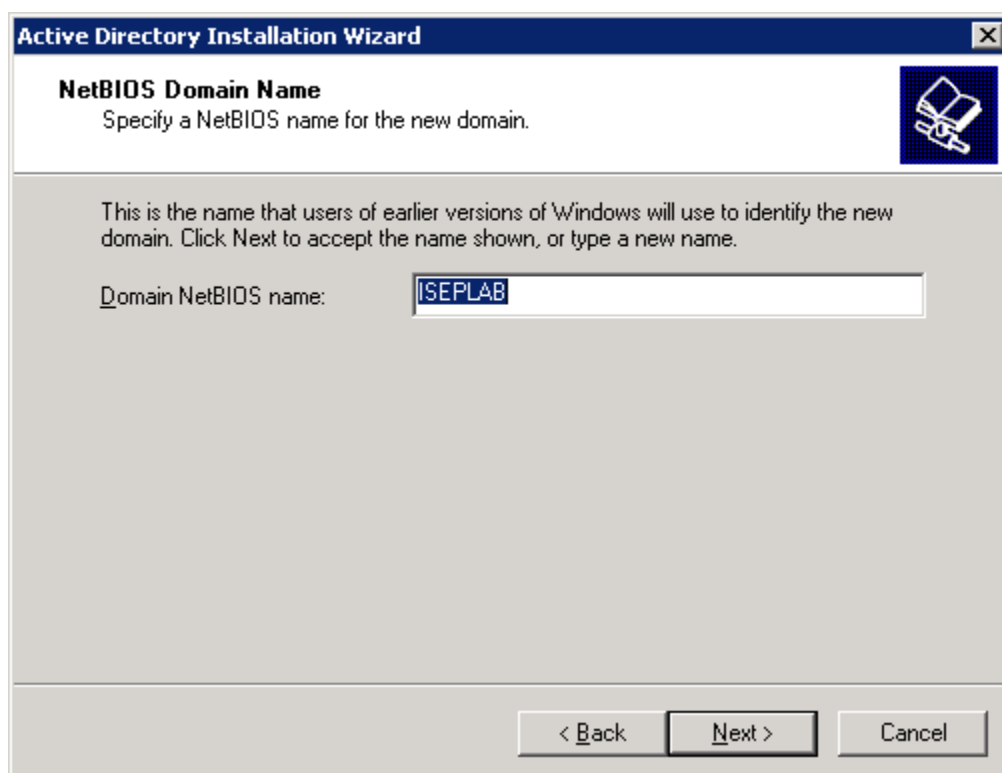 Active Directory Installation Wizard
NetBIOS Domain Name
Specify a NetBIOS name for the new domain.
This is the name that users of earlier versions of Windows will use to identify the new
domain. Click Next to accept the name shown, or type a new name.
Domain NetBIOS name:
ISEPLAB
< Back
Next >
Cancel